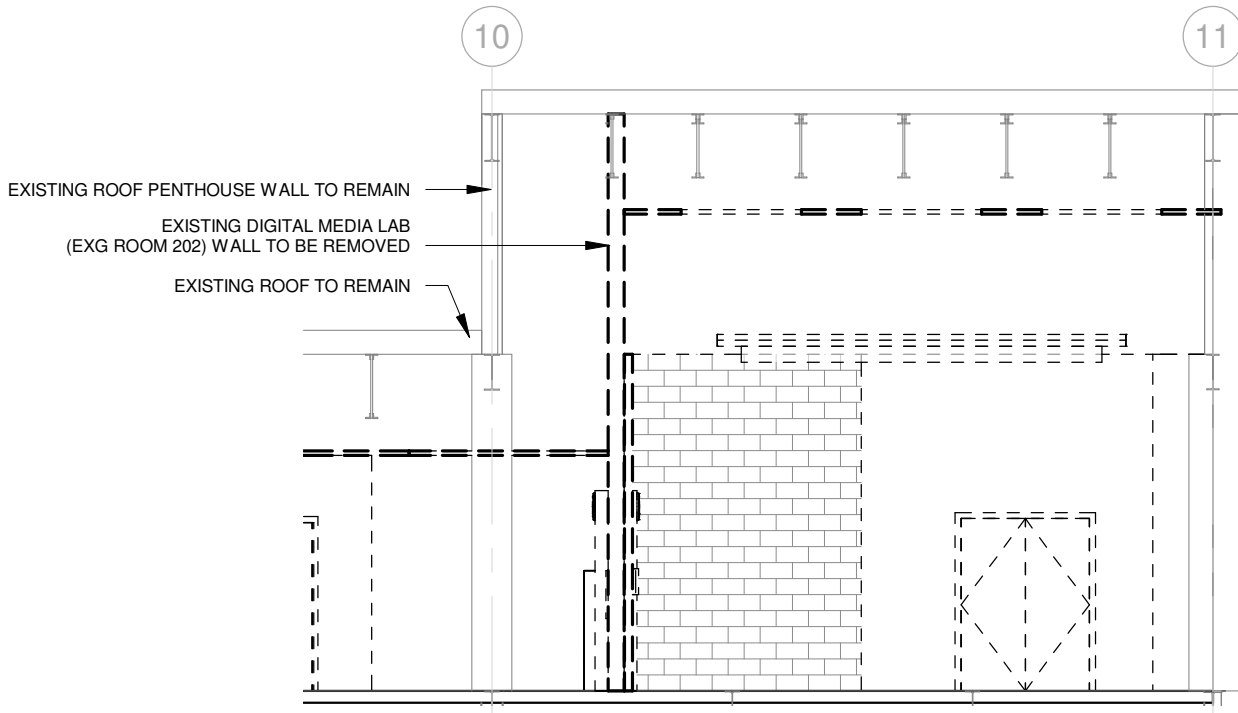 10
11
EXISTING ROOF PENTHOUSE WALL TO REMAIN
EXISTING DIGITAL MEDIA LAB
(EXG ROOM 202) WALL TO BE REMOVED
EXISTING ROOF TO REMAIN